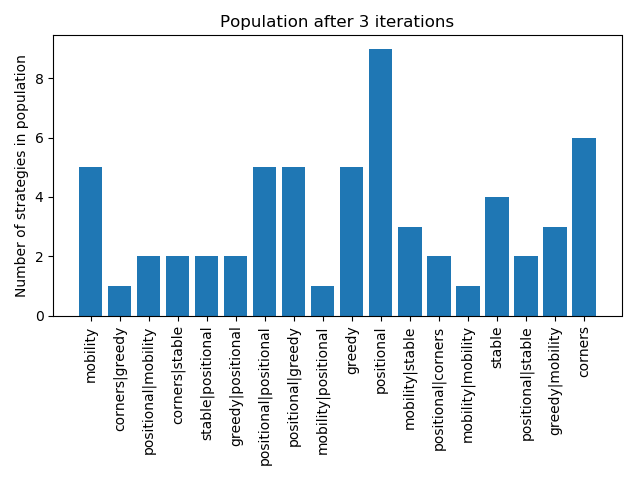 Population after 3 iterations
Number of strategies in population
8
6
4
2
0
mobility
corners|greedy
positional|mobility
corners|stable
stable|positional
greedy|positional
positional|positional
positional|greedy
mobility|positional
greedy
positional
mobility|stable
positional|corners
mobility|mobility
stable
positional|stable
greedy|mobility
corners